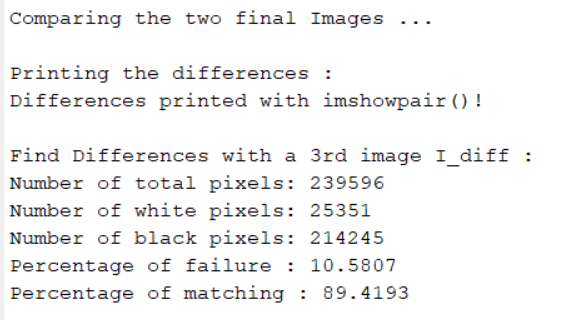 Comparing the two final Images ...
Printing the differences :
Differences printed with imshowpair()!
Find Differences with a 3rd image I_diff :
Number of total pixels: 239596
Number of white pixels: 25351
Number of black pixels: 214245
Percentage of failure : 10.5807
Percentage of matching : 89.4193